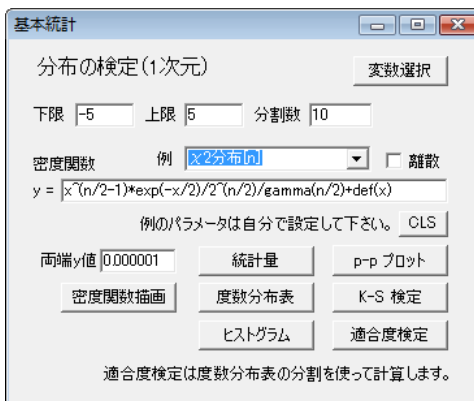 基本統計
分布の検定(1次元) 変数選択
下限 -5 上限 5 分割数 10
密度関数 例 χ2分布[n] 離散
y = x^(n/2-1)*exp(-x/2)/2^(n/2)/gamma(n/2)+def(x)
例のパラメータは自分で設定して下さい。 CLS
両端y値 0.000001 統計量 p-p プロット
密度関数描画 度数分布表 K-S 検定
ヒストグラム 適合度検定
適合度検定は度数分布表の分割を使って計算します。